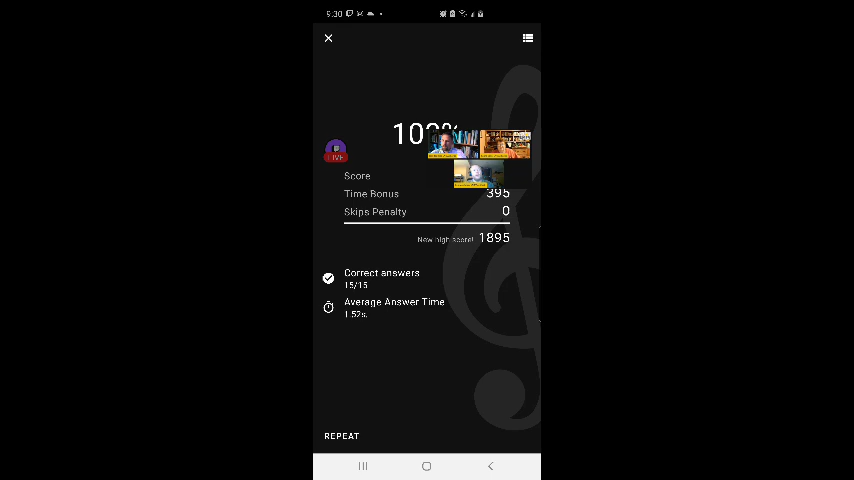 9:30
100%
LIVE
Score
Time Bonus 395
Skips Penalty 0
New high score! 1895
Correct answers
15/15
Average Answer Time
1.52s.
REPEAT